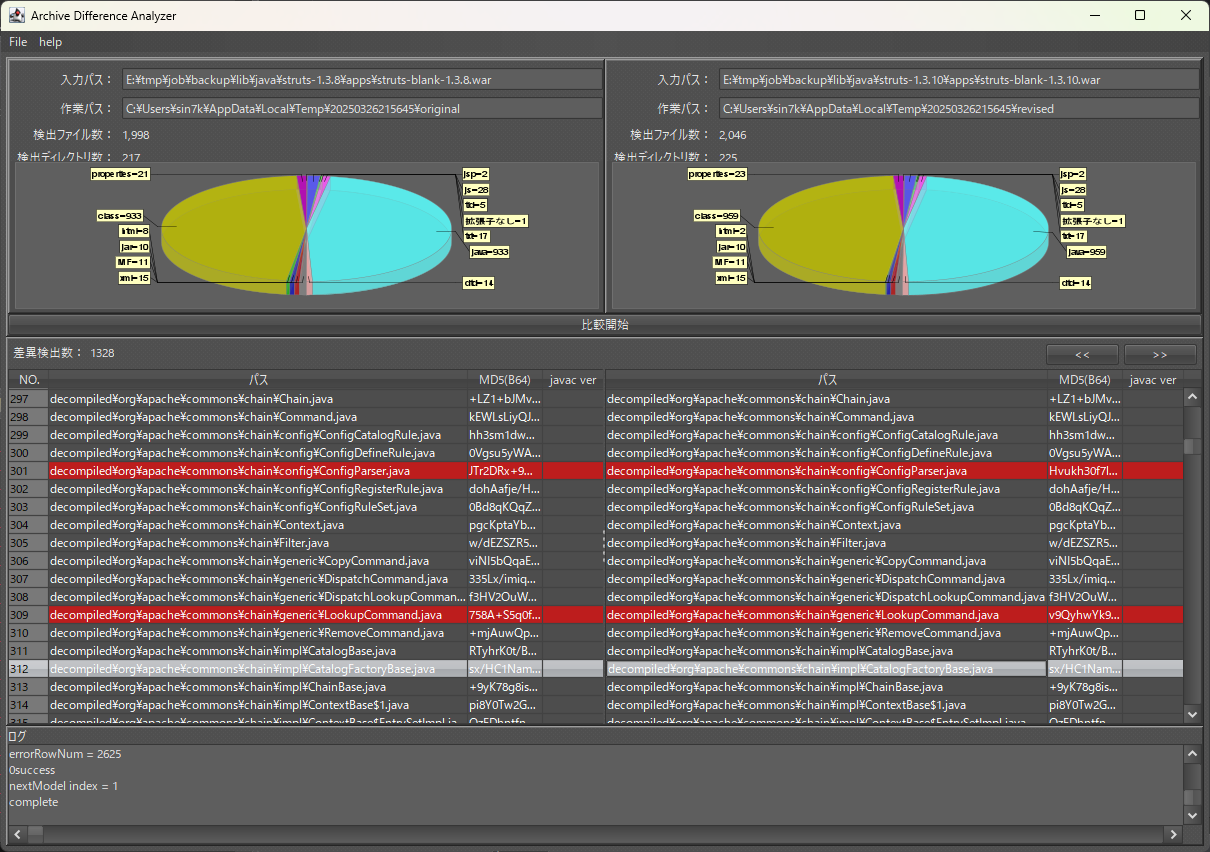 Archive Difference Analyzer
File help
入力パス： E:¥tmp¥job¥backup¥lib¥java¥struts-1.3.8¥apps¥struts-blank-1.3.8.war
作業パス： C:¥Users¥sin7k¥AppData¥Local¥Temp¥20250326215645¥original
検出ファイル数： 1,998
検出ディレクトリ数： 217
properties=21
class=933
html=8
jar=10
MF=11
xml=15
jsp=2
js=28
tld=5
拡張子なし=1
txt=17
java=933
dtd=14
入力パス： E:¥tmp¥job¥backup¥lib¥java¥struts-1.3.10¥apps¥struts-blank-1.3.10.war
作業パス： C:¥Users¥sin7k¥AppData¥Local¥Temp¥20250326215645¥revised
検出ファイル数： 2,046
検出ディレクトリ数： 225
properties=23
class=959
html=2
jar=10
MF=11
xml=15
jsp=2
js=28
tld=5
拡張子なし=1
txt=17
java=959
dtd=14
比較開始
差異検出数： 1328
<< >>
NO. パス MD5(B64) javac ver パス MD5(B64) javac ver
297 decompiled¥org¥apache¥commons¥chain¥Chain.java +LZ1+bJMv... decompiled¥org¥apache¥commons¥chain¥Chain.java +LZ1+bJMv...
298 decompiled¥org¥apache¥commons¥chain¥Command.java kEWLsLiyQJ... decompiled¥org¥apache¥commons¥chain¥Command.java kEWLsLiyQJ...
299 decompiled¥org¥apache¥commons¥chain¥config¥ConfigCatalogRule.java hh3sm1dw... decompiled¥org¥apache¥commons¥chain¥config¥ConfigCatalogRule.java hh3sm1dw...
300 decompiled¥org¥apache¥commons¥chain¥config¥ConfigDefineRule.java 0Vgsu5yWA... decompiled¥org¥apache¥commons¥chain¥config¥ConfigDefineRule.java 0Vgsu5yWA...
301 decompiled¥org¥apache¥commons¥chain¥config¥ConfigParser.java JTr2DRx+9... decompiled¥org¥apache¥commons¥chain¥config¥ConfigParser.java Hvukh30f7l...
302 decompiled¥org¥apache¥commons¥chain¥config¥ConfigRegisterRule.java dohAafje/H... decompiled¥org¥apache¥commons¥chain¥config¥ConfigRegisterRule.java dohAafje/H...
303 decompiled¥org¥apache¥commons¥chain¥config¥ConfigRuleSet.java 0Bd8qKQqZ... decompiled¥org¥apache¥commons¥chain¥config¥ConfigRuleSet.java 0Bd8qKQqZ...
304 decompiled¥org¥apache¥commons¥chain¥Context.java pgcKptaYb... decompiled¥org¥apache¥commons¥chain¥Context.java pgcKptaYb...
305 decompiled¥org¥apache¥commons¥chain¥Filter.java w/dEZSZR5... decompiled¥org¥apache¥commons¥chain¥Filter.java w/dEZSZR5...
306 decompiled¥org¥apache¥commons¥chain¥generic¥CopyCommand.java viNI5bQqaE... decompiled¥org¥apache¥commons¥chain¥generic¥CopyCommand.java viNI5bQqaE...
307 decompiled¥org¥apache¥commons¥chain¥generic¥DispatchCommand.java 335Lx/imiq... decompiled¥org¥apache¥commons¥chain¥generic¥DispatchCommand.java 335Lx/imiq...
308 decompiled¥org¥apache¥commons¥chain¥generic¥DispatchLookupComman... f3HV2OuW... decompiled¥org¥apache¥commons¥chain¥generic¥DispatchLookupCommand.java f3HV2OuW...
309 decompiled¥org¥apache¥commons¥chain¥generic¥LookupCommand.java 758A+S5q0f... decompiled¥org¥apache¥commons¥chain¥generic¥LookupCommand.java v9QyhwYk9...
310 decompiled¥org¥apache¥commons¥chain¥generic¥RemoveCommand.java +mjAuwQp... decompiled¥org¥apache¥commons¥chain¥generic¥RemoveCommand.java +mjAuwQp...
311 decompiled¥org¥apache¥commons¥chain¥impl¥CatalogBase.java RTyhrK0t/B... decompiled¥org¥apache¥commons¥chain¥impl¥CatalogBase.java RTyhrK0t/B...
312 decompiled¥org¥apache¥commons¥chain¥impl¥CatalogFactoryBase.java sx/HC1Nam... decompiled¥org¥apache¥commons¥chain¥impl¥CatalogFactoryBase.java sx/HC1Nam...
313 decompiled¥org¥apache¥commons¥chain¥impl¥ChainBase.java +9yK78g8is... decompiled¥org¥apache¥commons¥chain¥impl¥ChainBase.java +9yK78g8is...
314 decompiled¥org¥apache¥commons¥chain¥impl¥ContextBase$1.java pi8Y0Tw2G... decompiled¥org¥apache¥commons¥chain¥impl¥ContextBase$1.java pi8Y0Tw2G...
315 decompiled¥org¥apache¥commons¥chain¥impl¥ContextBase$EntrySetImpl.ja... decompiled¥org¥apache¥commons¥chain¥impl¥ContextBase$EntrySetImpl.java
ログ
errorRowNum = 2625
0success
nextModel index = 1
complete